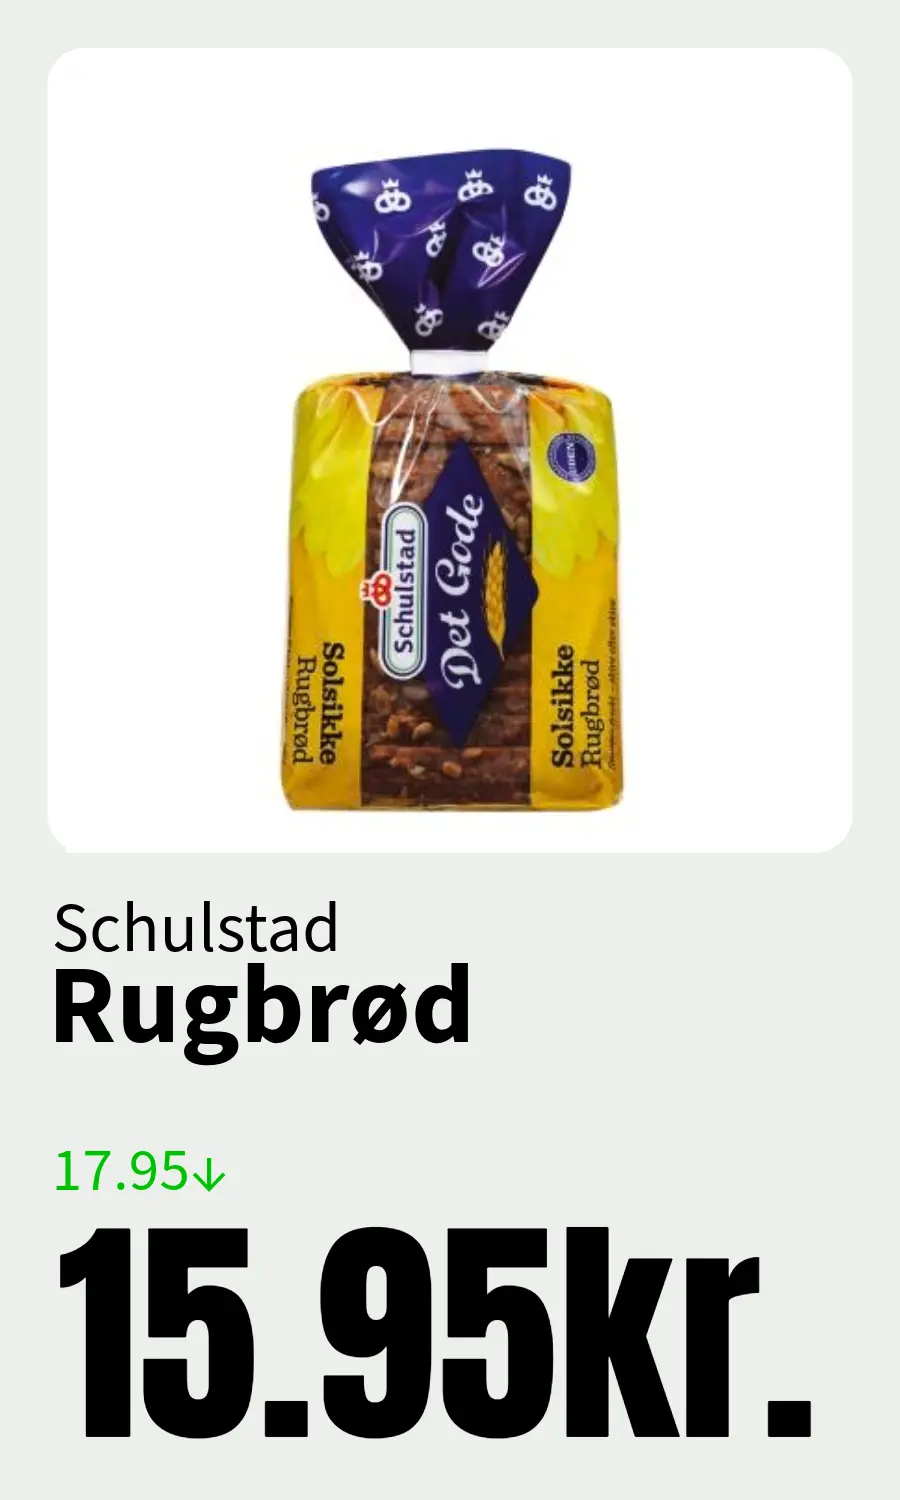 Schulstad
Det Gode
Solsikke
Rugbrød
Solsikke
Rugbrød
Schulstad
Rugbrød
17.95↓
15.95kr.